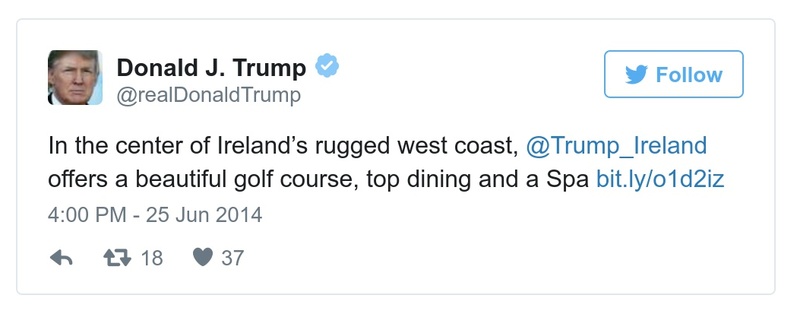 Donald J. Trump
@realDonaldTrump
Follow
In the center of Ireland’s rugged west coast, @Trump_Ireland
offers a beautiful golf course, top dining and a Spa bit.ly/o1d2iz
4:00 PM - 25 Jun 2014
18 37